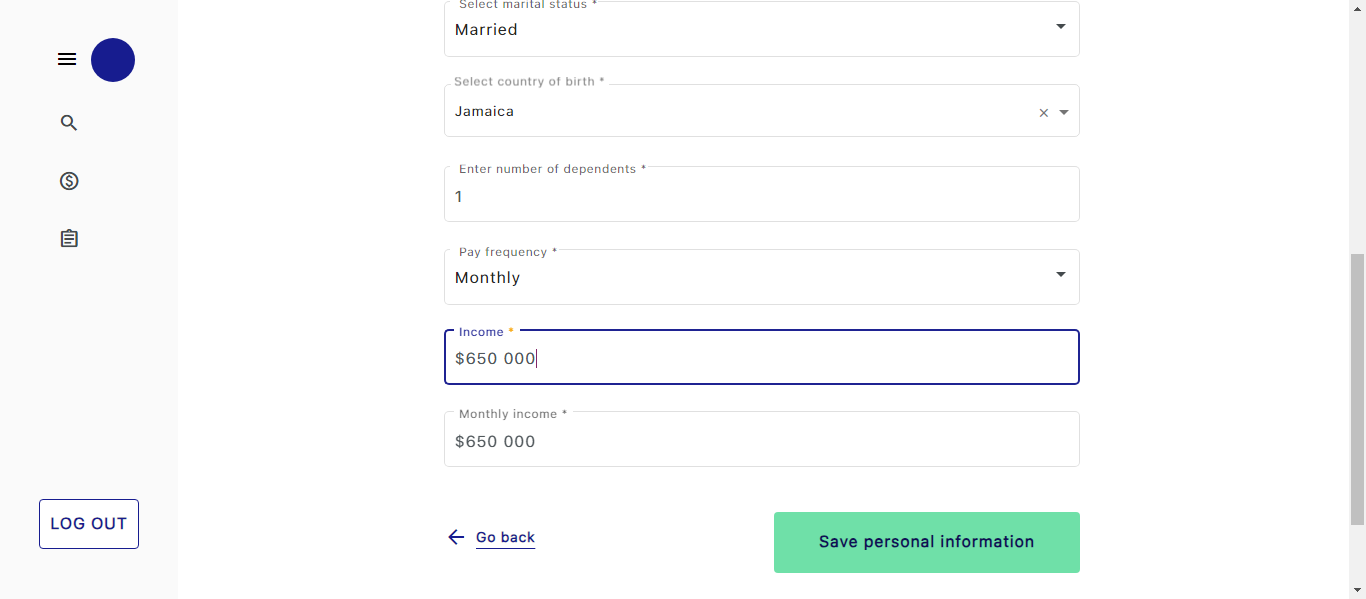 Select marital status *
Married
Select country of birth *
Jamaica
Enter number of dependents *
1
Pay frequency *
Monthly
Income *
$650 000
Monthly income *
$650 000
Go back
Save personal information
LOG OUT